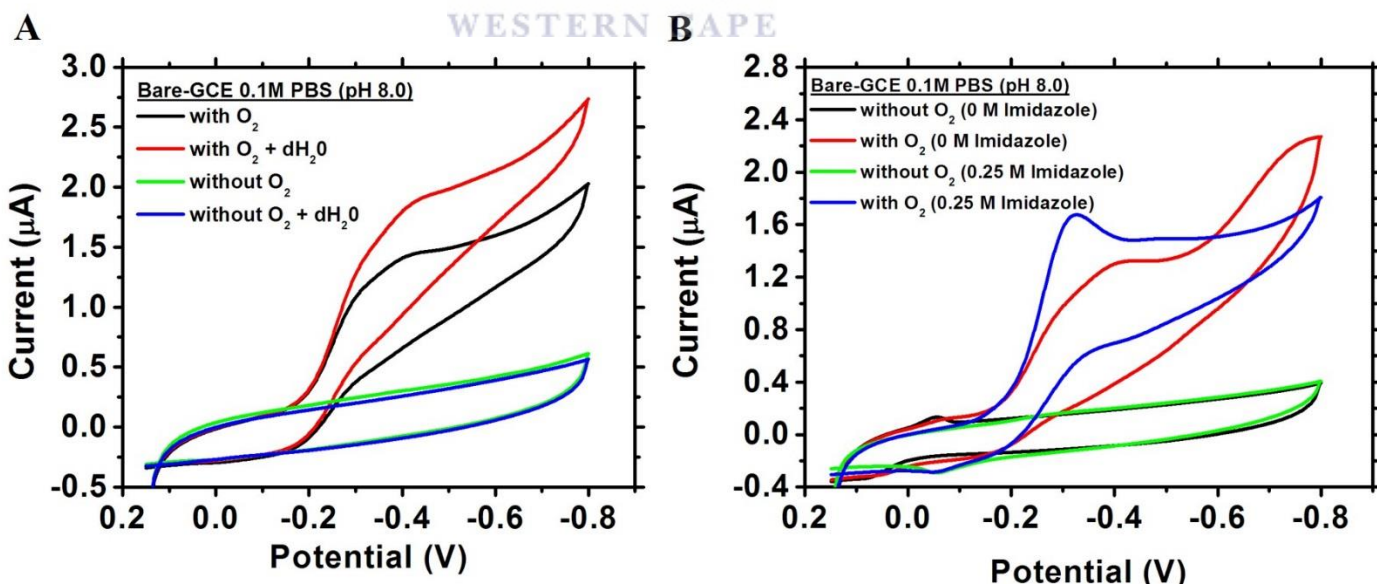 WESTERN CAPE
A
3.0
2.5
2.0
1.5
1.0
0.5
0.0
-0.5
Current (μA)
Bare-GCE 0.1M PBS (pH 8.0)
with O₂
with O₂ + dH₂0
without O₂
without O₂ + dH₂0
0.2 0.0 -0.2 -0.4 -0.6 -0.8
Potential (V)
B
2.8
2.4
2.0
1.6
1.2
0.8
0.4
0.0
-0.4
Current (μA)
Bare-GCE 0.1M PBS (pH 8.0)
without O₂ (0 M Imidazole)
with O₂ (0 M Imidazole)
without O₂ (0.25 M Imidazole)
with O₂ (0.25 M Imidazole)
0.2 0.0 -0.2 -0.4 -0.6 -0.8
Potential (V)